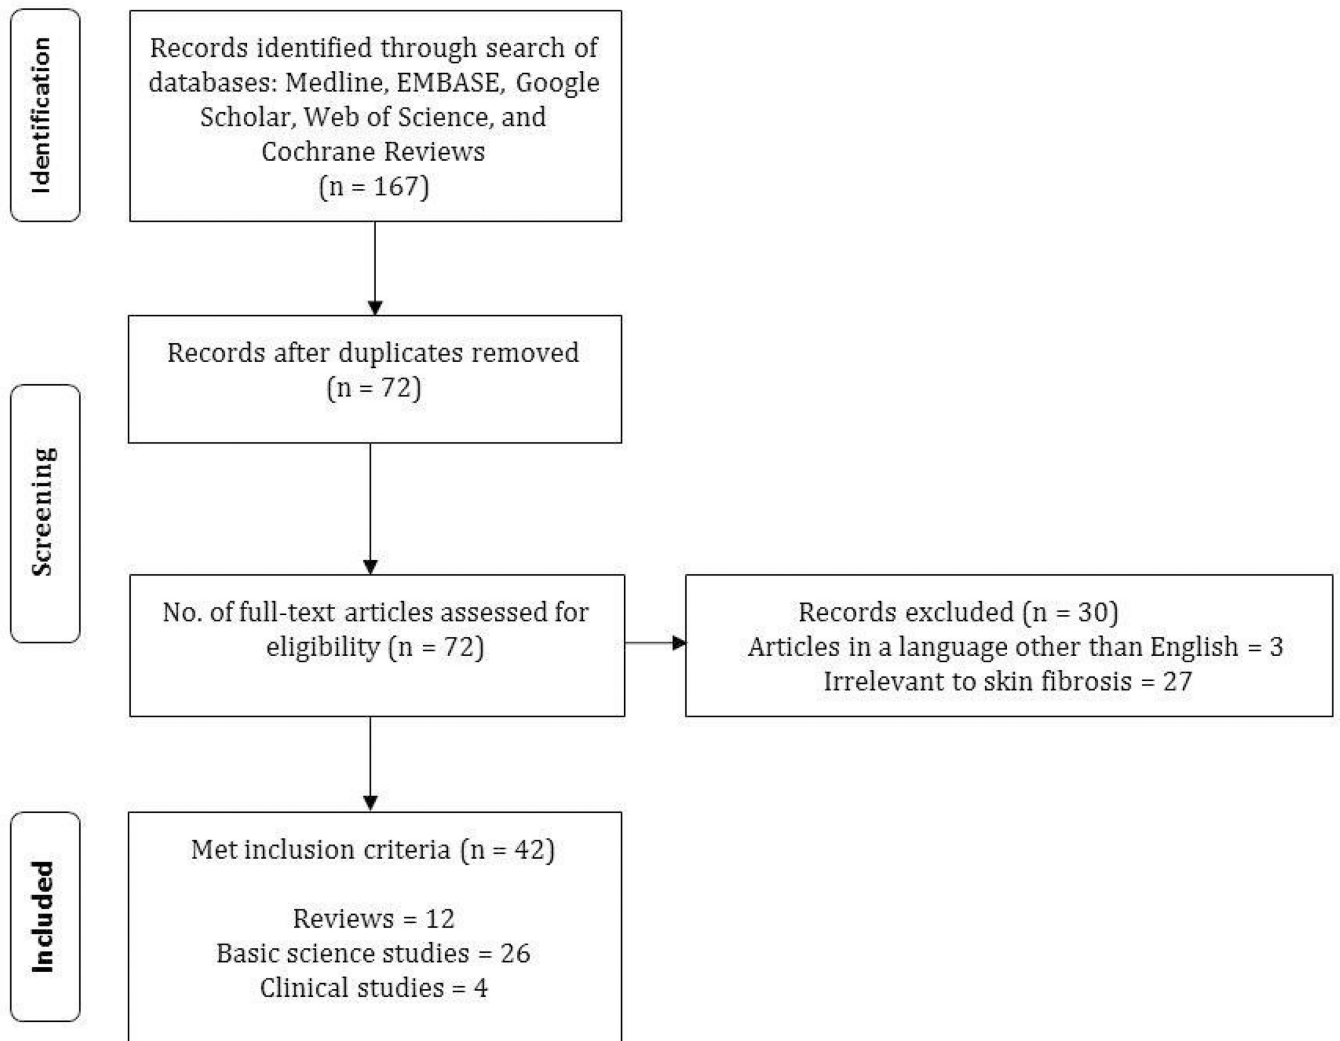 Identification
Records identified through search of
databases: Medline, EMBASE, Google
Scholar, Web of Science, and
Cochrane Reviews
(n = 167)
Screening
Records after duplicates removed
(n = 72)
No. of full-text articles assessed for
eligibility (n = 72)
Records excluded (n = 30)
Articles in a language other than English = 3
Irrelevant to skin fibrosis = 27
Included
Met inclusion criteria (n = 42)
Reviews = 12
Basic science studies = 26
Clinical studies = 4